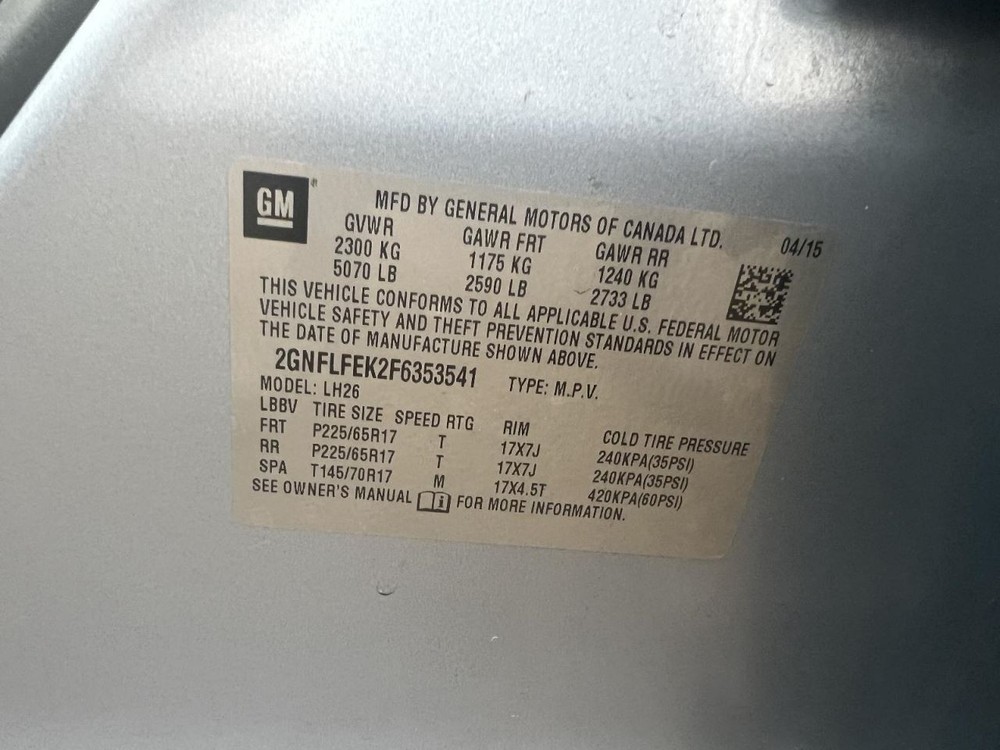 GM
MFD BY GENERAL MOTORS OF CANADA LTD. 04/15
GVWR GAWR FRT GAWR RR
2300 KG 1175 KG 1240 KG
5070 LB 2590 LB 2733 LB
THIS VEHICLE CONFORMS TO ALL APPLICABLE U.S. FEDERAL MOTOR
VEHICLE SAFETY AND THEFT PREVENTION STANDARDS IN EFFECT ON
THE DATE OF MANUFACTURE SHOWN ABOVE.
2GNFLFEK2F6353541 TYPE: M.P.V.
MODEL: LH26
LBBV TIRE SIZE SPEED RTG RIM COLD TIRE PRESSURE
FRT P225/65R17 T 17X7J 240KPA(35PSI)
RR P225/65R17 T 17X7J 240KPA(35PSI)
SPA T145/70R17 M 17X4.5T 420KPA(60PSI)
SEE OWNER'S MANUAL i FOR MORE INFORMATION.